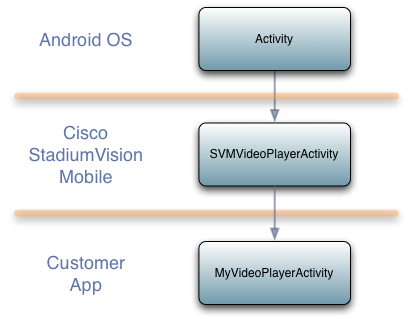 Android OS
Activity
Cisco
StadiumVision
Mobile
SVMVideoPlayerActivity
Customer
App
MyVideoPlayerActivity